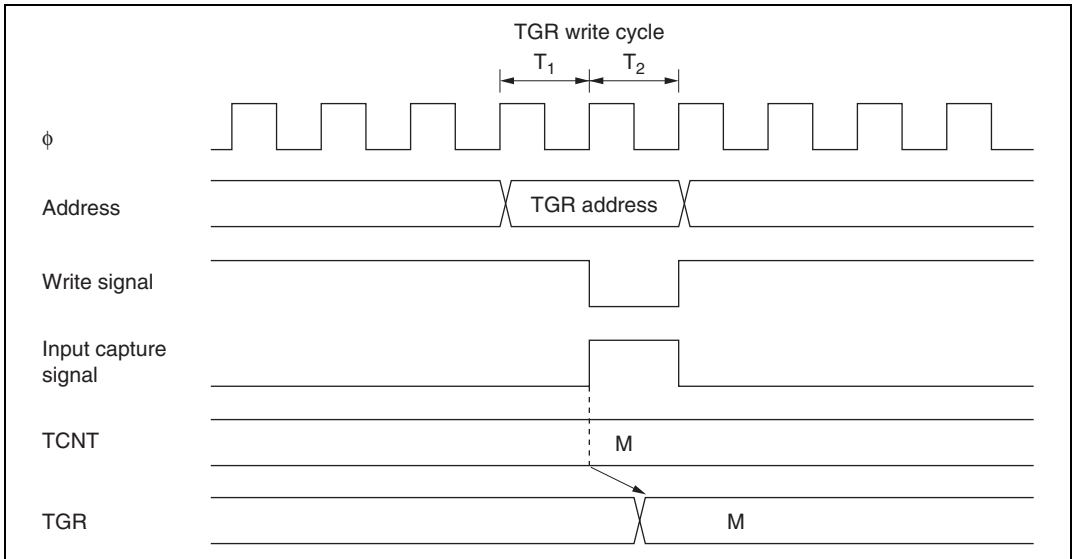 TGR write cycle
T₁ T₂
ϕ
Address TGR address
Write signal
Input capture
signal
TCNT M
TGR M